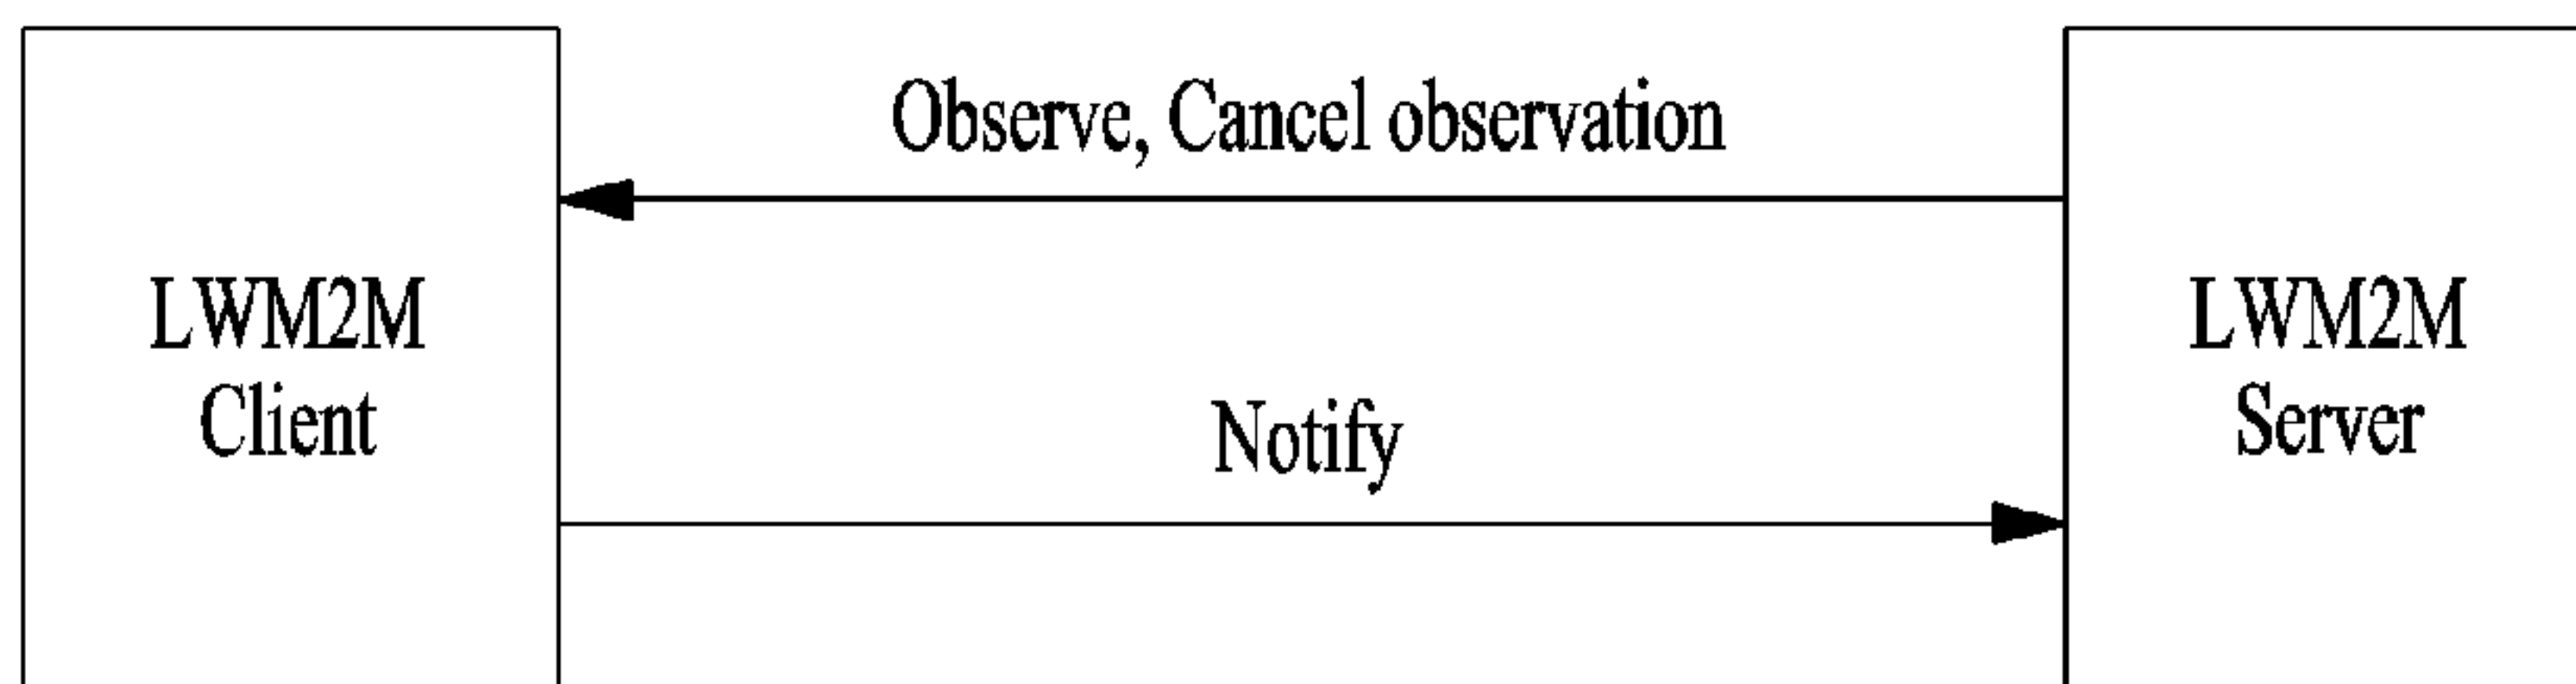 Observe, Cancel observation
LWM2M
Client
Notify
LWM2M
Server